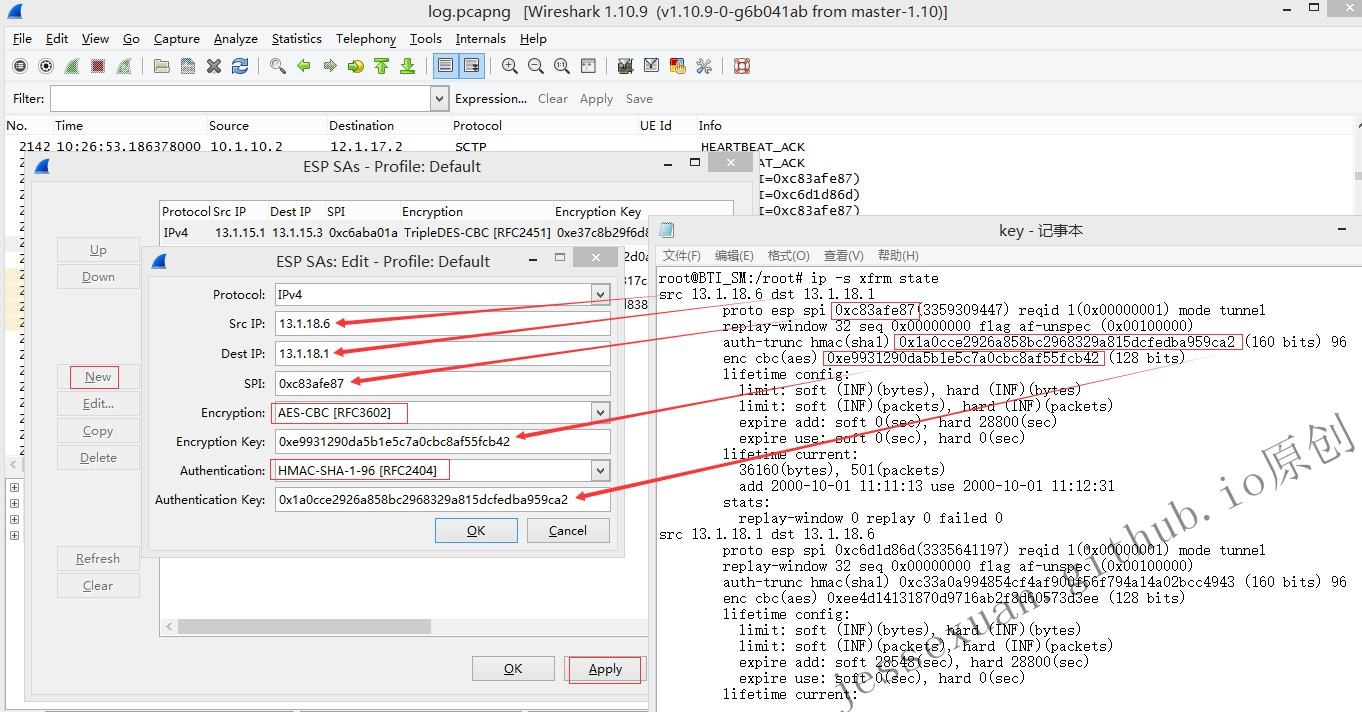 log.pcapng [Wireshark 1.10.9 (v1.10.9-0-g6b041ab from master-1.10)]
File Edit View Go Capture Analyze Statistics Telephony Tools Internals Help
Filter: Expression... Clear Apply Save
No. Time Source Destination Protocol UE Id Info
2142 10:26:53.186378000 10.1.10.2 12.1.17.2 SCTP HEARTBEAT_ACK
AT_ACK
I=0xc83afe87)
I=0xc6d1d86d)
I=0xc83afe87)
ESP SAs - Profile: Default
Protocol Src IP Dest IP SPI Encryption Encryption Key
IPv4 13.1.15.1 13.1.15.3 0xc6aba01a TripleDES-CBC [RFC2451] 0xe37c8b29f6d8
Up
Down
New
Edit...
Copy
Delete
Refresh
Clear
OK Apply
ESP SAs: Edit - Profile: Default
Protocol: IPv4
Src IP: 13.1.18.6
Dest IP: 13.1.18.1
SPI: 0xc83afe87
Encryption: AES-CBC [RFC3602]
Encryption Key: 0xe9931290da5b1e5c7a0cbc8af55fcb42
Authentication: HMAC-SHA-1-96 [RFC2404]
Authentication Key: 0x1a0cce2926a858bc2968329a815dcfedba959ca2
OK Cancel
key - 记事本
文件(F) 编辑(E) 格式(O) 查看(V) 帮助(H)
root@BTI_SM:/root# ip -s xfrm state
src 13.1.18.6 dst 13.1.18.1
proto esp spi 0xc83afe87(3359309447) reqid 1(0x00000001) mode tunnel
replay-window 32 seq 0x00000000 flag af-unspec (0x00100000)
auth-trunc hmac(sha1) 0x1a0cce2926a858bc2968329a815dcfedba959ca2 (160 bits) 96
enc cbc(aes) 0xe9931290da5b1e5c7a0cbc8af55fcb42 (128 bits)
lifetime config:
limit: soft (INF)(bytes), hard (INF)(bytes)
limit: soft (INF)(packets), hard (INF)(packets)
expire add: soft 0(sec), hard 28800(sec)
expire use: soft 0(sec), hard 0(sec)
lifetime current:
36160(bytes), 501(packets)
add 2000-10-01 11:11:13 use 2000-10-01 11:12:31
stats:
replay-window 0 replay 0 failed 0
src 13.1.18.1 dst 13.1.18.6
proto esp spi 0xc6d1d86d(3335641197) reqid 1(0x00000001) mode tunnel
replay-window 32 seq 0x00000000 flag af-unspec (0x00100000)
auth-trunc hmac(sha1) (160 bits) 96
enc cbc(aes) (128 bits)
lifetime config:
limit: soft (INF)(bytes), hard (INF)(bytes)
limit: soft (INF)(packets), hard (INF)(packets)
expire add: soft 28548(sec), hard 28800(sec)
expire use: soft 0(sec), hard 0(sec)
lifetime current:
jessexuan.github.io原创